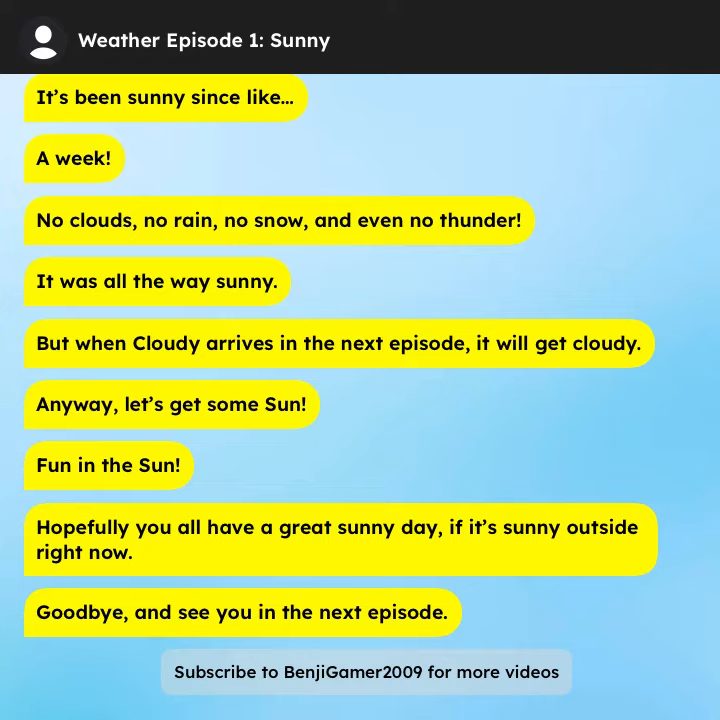 Weather Episode 1: Sunny
It’s been sunny since like...
A week!
No clouds, no rain, no snow, and even no thunder!
It was all the way sunny.
But when Cloudy arrives in the next episode, it will get cloudy.
Anyway, let’s get some Sun!
Fun in the Sun!
Hopefully you all have a great sunny day, if it’s sunny outside
right now.
Goodbye, and see you in the next episode.
Subscribe to BenjiGamer2009 for more videos